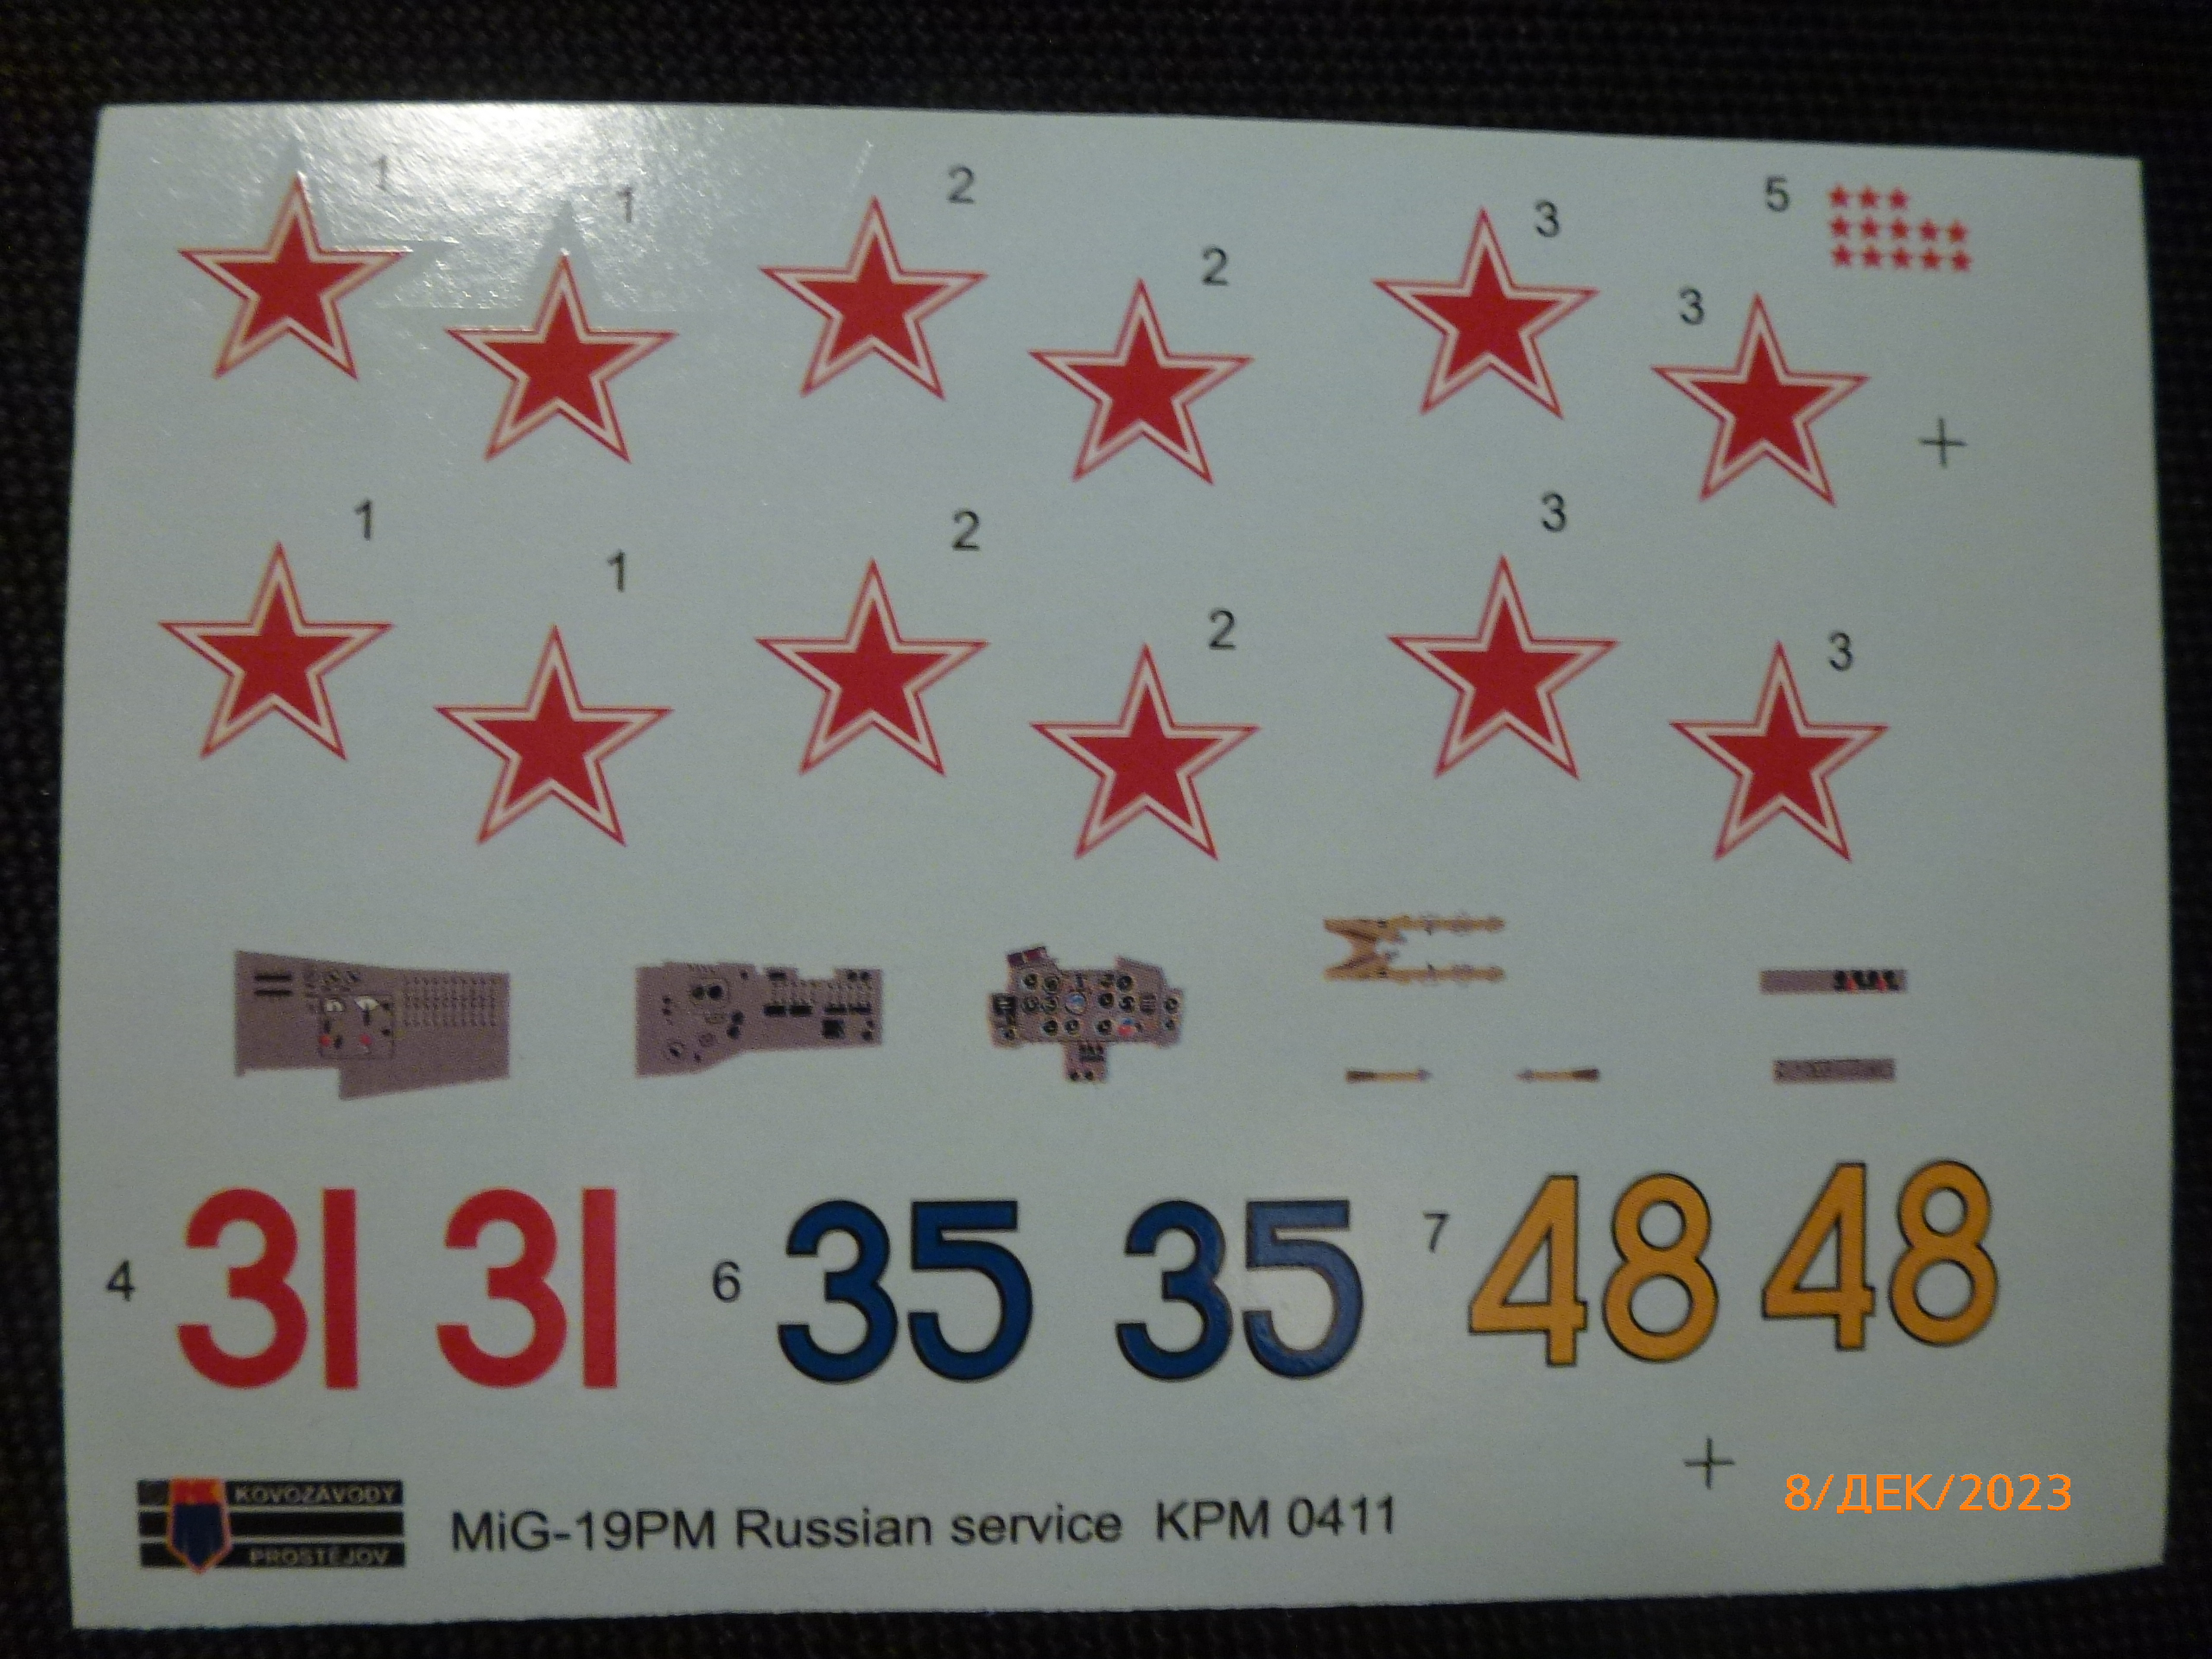 1 1 2 2 3 3 5
1 1 2 2 3 3
4 31 31 6 35 35 7 48 48
KOVOZÁVODY
PROSTĚJOV
MiG-19PM Russian service KPM 0411
8/ДЕК/2023